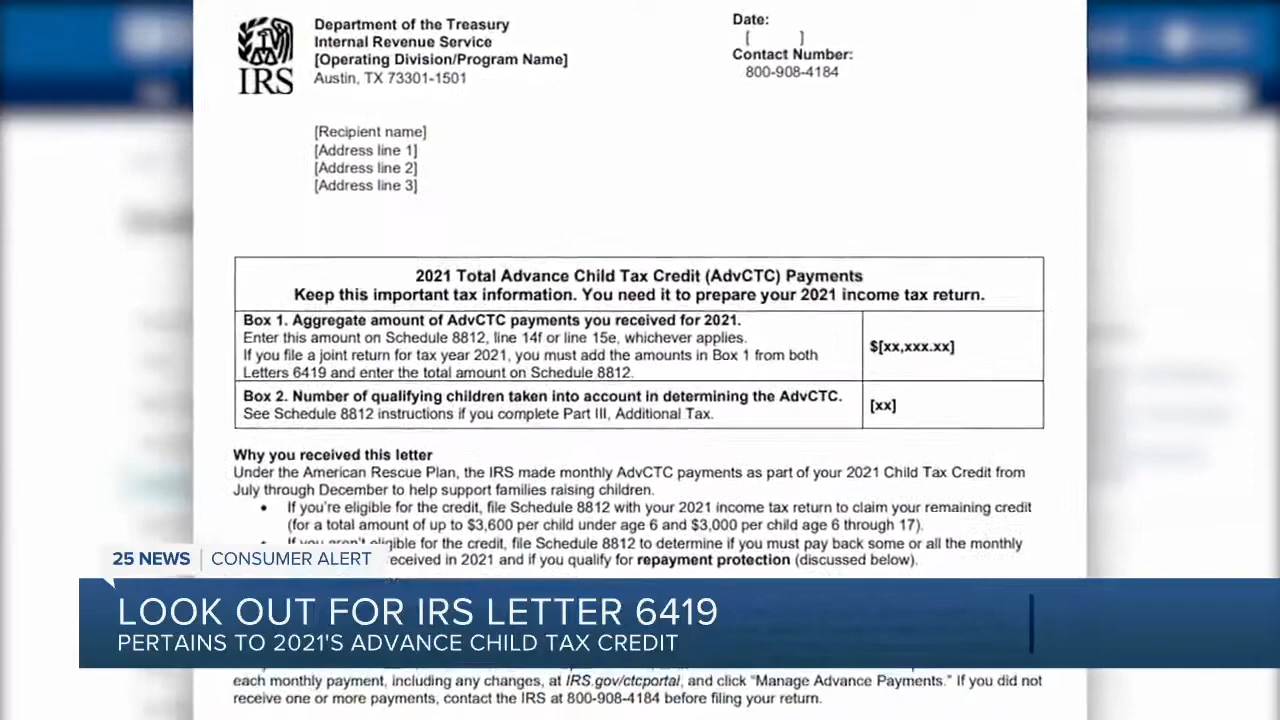 IRS
Department of the Treasury
Internal Revenue Service
[Operating Division/Program Name]
Austin, TX 73301-1501
Date:
[ ]
Contact Number:
800-908-4184
[Recipient name]
[Address line 1]
[Address line 2]
[Address line 3]
2021 Total Advance Child Tax Credit (AdvCTC) Payments
Keep this important tax information. You need it to prepare your 2021 income tax return.
Box 1. Aggregate amount of AdvCTC payments you received for 2021.
Enter this amount on Schedule 8812, line 14f or line 15e, whichever applies.
If you file a joint return for tax year 2021, you must add the amounts in Box 1 from both
Letters 6419 and enter the total amount on Schedule 8812.
$[xx,xxx.xx]
Box 2. Number of qualifying children taken into account in determining the AdvCTC.
See Schedule 8812 instructions if you complete Part III, Additional Tax.
[xx]
Why you received this letter
Under the American Rescue Plan, the IRS made monthly AdvCTC payments as part of your 2021 Child Tax Credit from
July through December to help support families raising children.
• If you're eligible for the credit, file Schedule 8812 with your 2021 income tax return to claim your remaining credit
(for a total amount of up to $3,600 per child under age 6 and $3,000 per child age 6 through 17).
• If you aren't eligible for the credit, file Schedule 8812 to determine if you must pay back some or all the monthly
received in 2021 and if you qualify for repayment protection (discussed below).
25 NEWS | CONSUMER ALERT
LOOK OUT FOR IRS LETTER 6419
PERTAINS TO 2021'S ADVANCE CHILD TAX CREDIT
each monthly payment, including any changes, at IRS.gov/ctcportal, and click “Manage Advance Payments.” If you did not
receive one or more payments, contact the IRS at 800-908-4184 before filing your return.